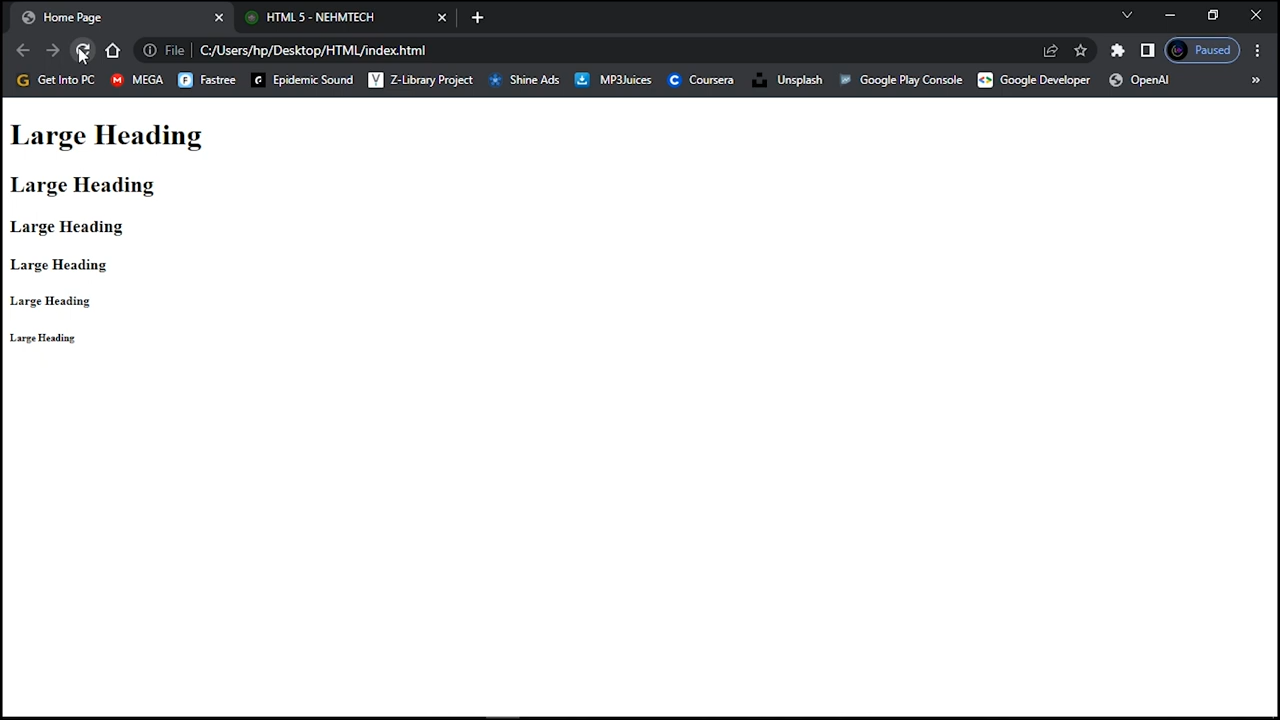 Home Page
HTML 5 - NEHMTECH
File
C:/Users/hp/Desktop/HTML/index.html
Paused
Get Into PC
MEGA
Fastree
Epidemic Sound
Z-Library Project
Shine Ads
MP3Juices
Coursera
Unsplash
Google Play Console
Google Developer
OpenAI
Large Heading
Large Heading
Large Heading
Large Heading
Large Heading
Large Heading